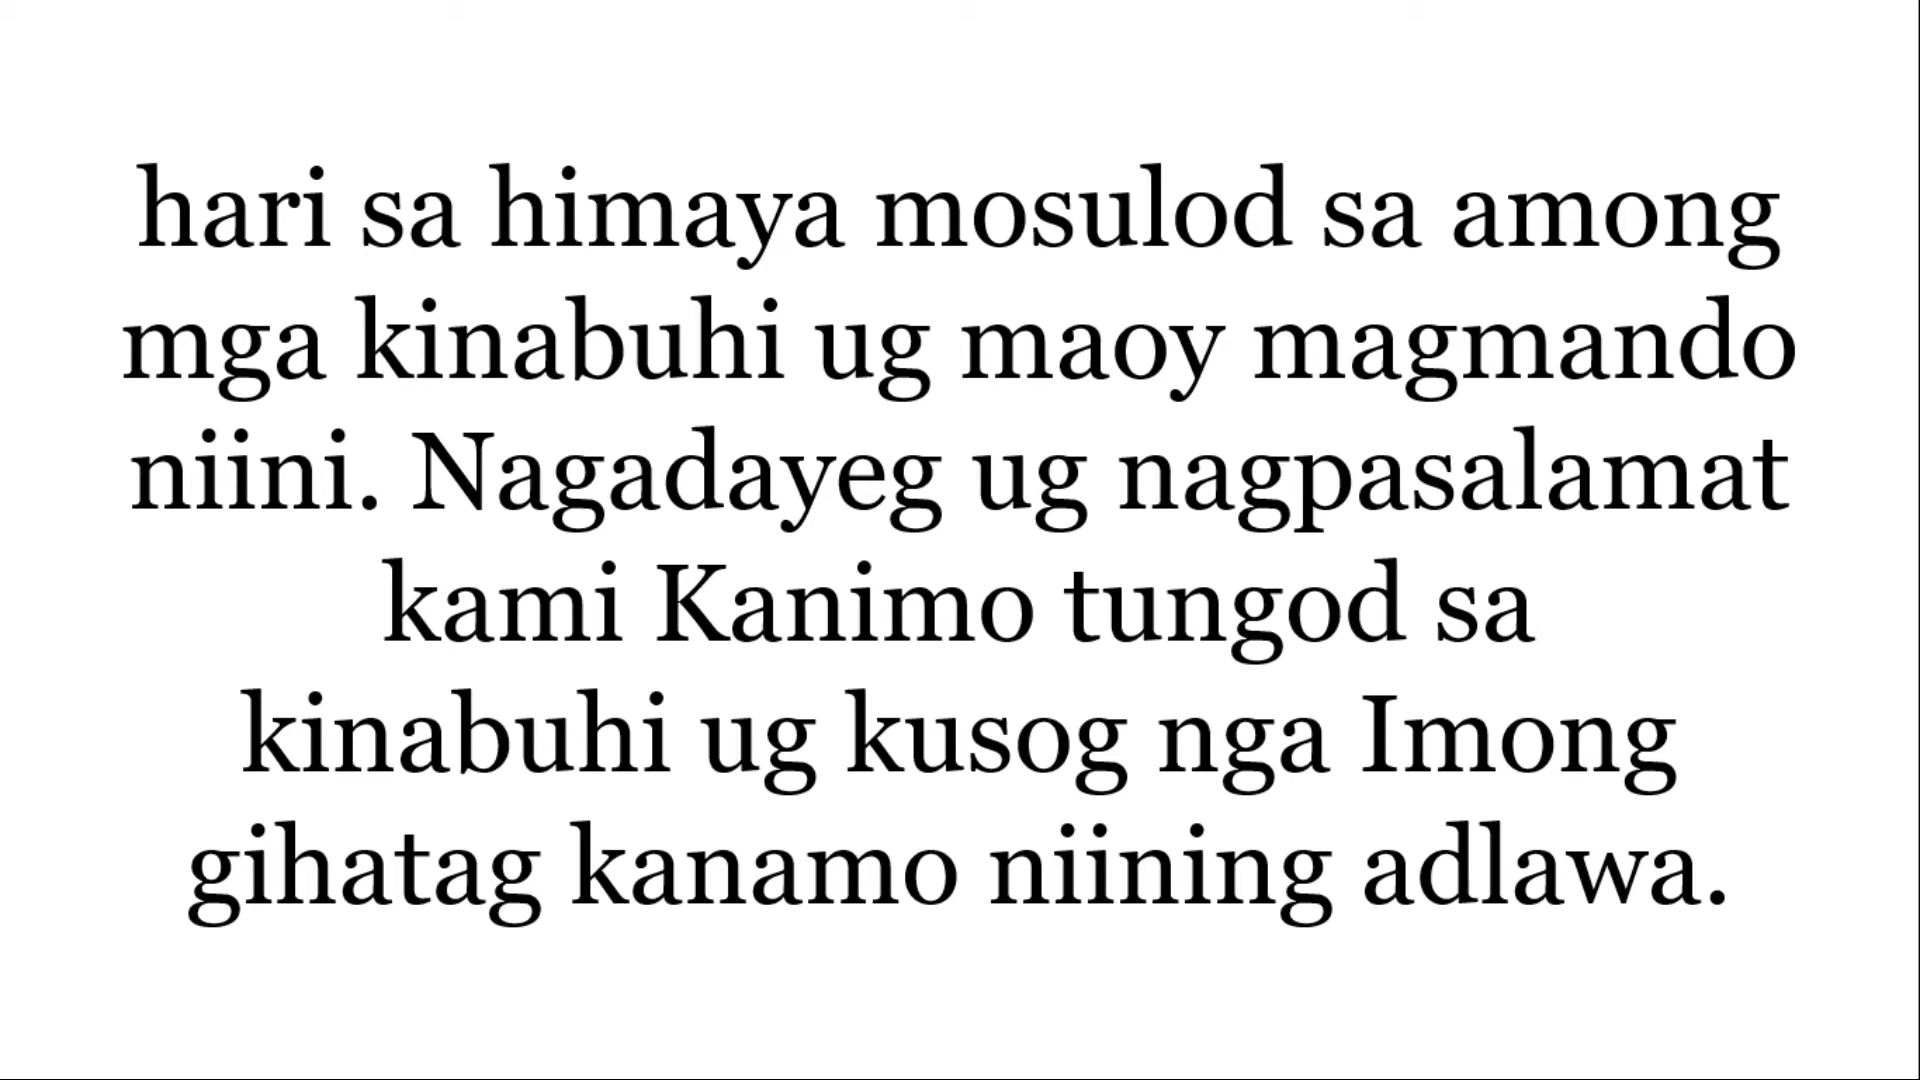 hari sa himaya mosulod sa among
mga kinabuhi ug maoy magmando
niini. Nagadayeg ug nagpasalamat
kami Kanimo tungod sa
kinabuhi ug kusog nga Imong
gihatag kanamo niining adlawa.